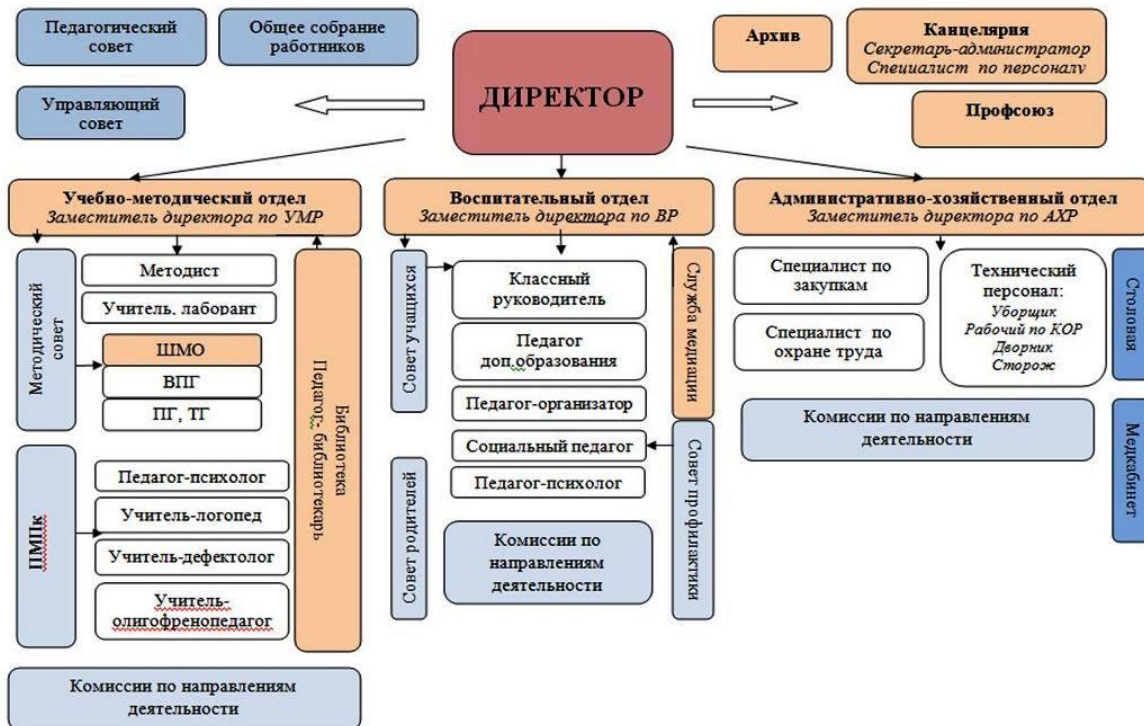 Педагогический
совет
Общее собрание
работников
Управляющий
совет
ДИРЕКТОР
Архив
Канцелярия
Секретарь-администратор
Специалист по персоналу
Профсоюз
Учебно-методический отдел
Заместитель директора по УМР
Методический
совет
Методист
Учитель, лаборант
ШМО
ВПГ
ПГ, ТГ
ПМПк
Педагог-психолог
Учитель-логопед
Учитель-дефектолог
Учитель-
олигофренопедагог
Библиотека
Педагог- библиотекарь
Комиссии по направлениям
деятельности
Воспитательный отдел
Заместитель директора по ВР
Совет учащихся
Совет родителей
Классный
руководитель
Педагог
доп.образования
Педагог-организатор
Социальный педагог
Педагог-психолог
Комиссии по
направлениям
деятельности
Служба медиации
Совет профилактики
Административно-хозяйственный отдел
Заместитель директора по АХР
Специалист по
закупкам
Специалист по
охране труда
Технический
персонал:
Уборщик
Рабочий по КОР
Дворник
Сторож
Комиссии по направлениям
деятельности
Столовая
Медкабинет